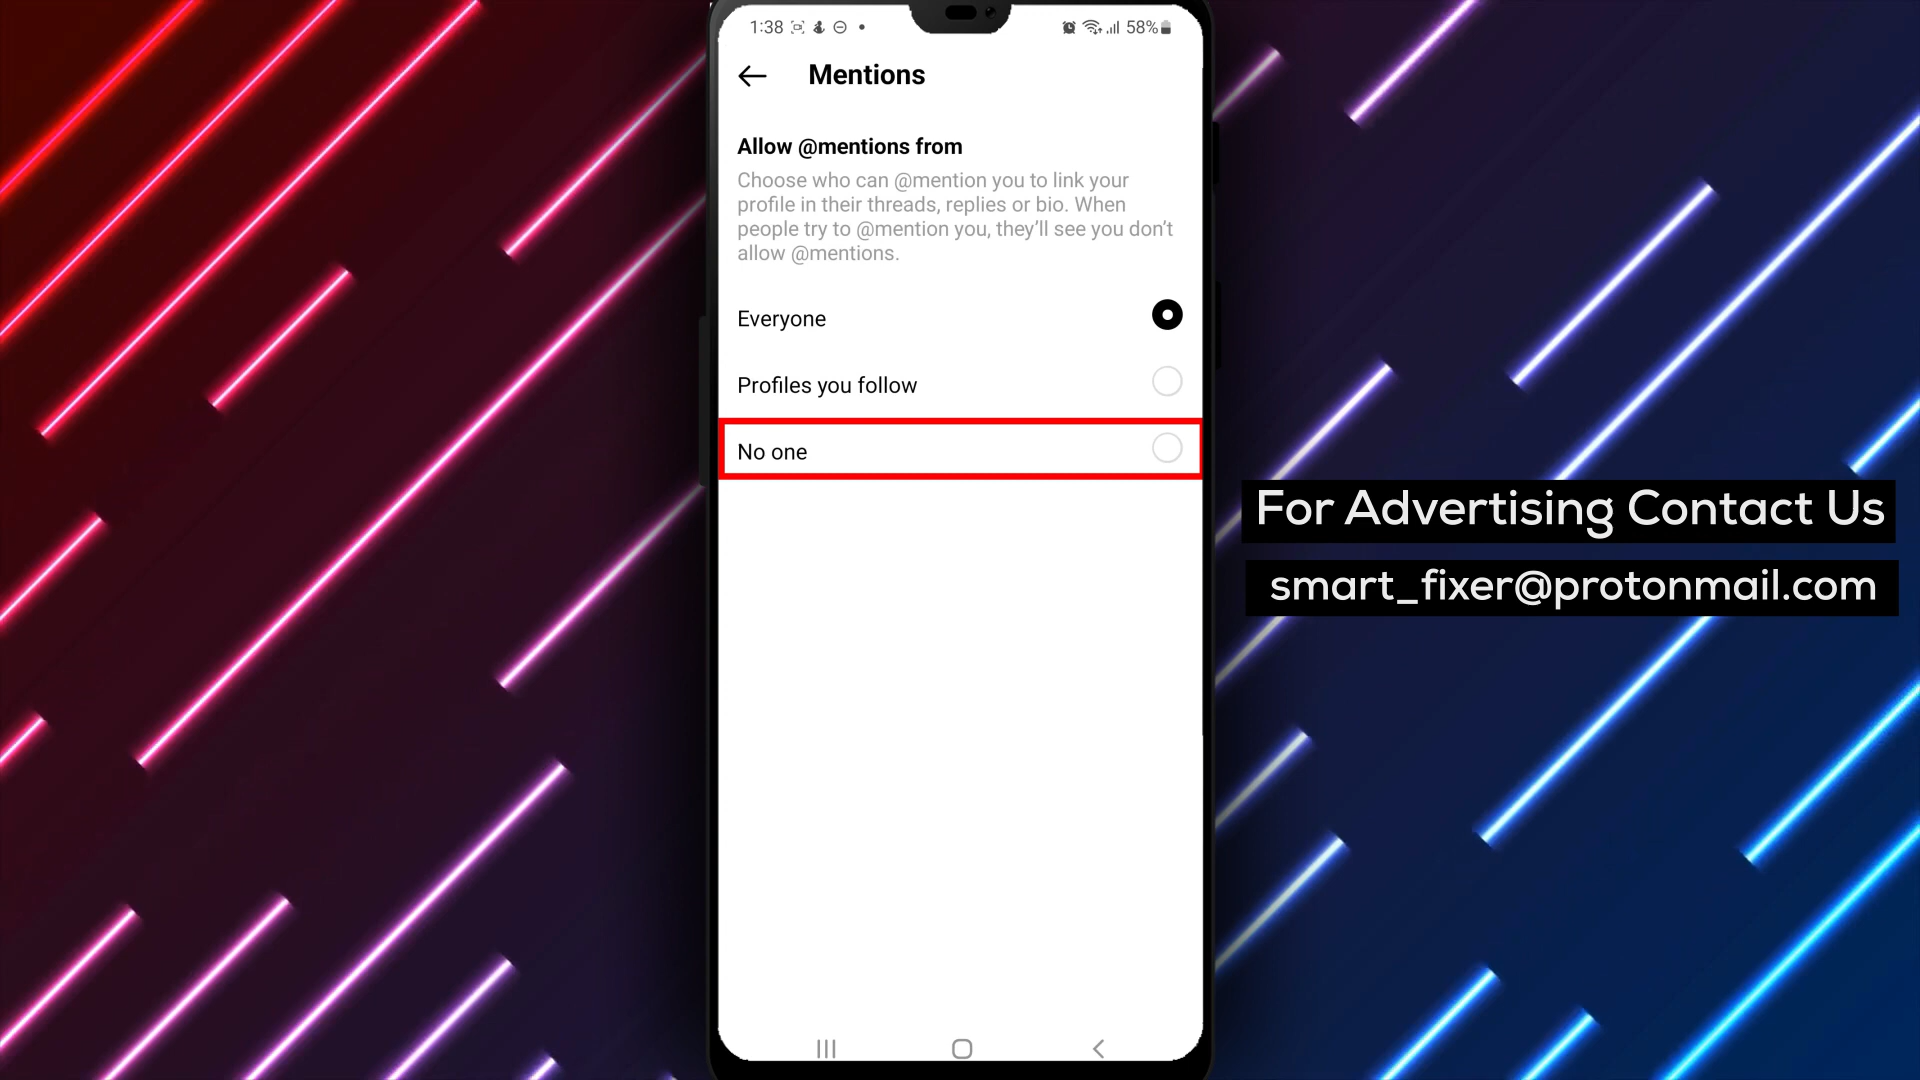 1:38
58%
Mentions
Allow @mentions from
Choose who can @mention you to link your
profile in their threads, replies or bio. When
people try to @mention you, they’ll see you don’t
allow @mentions.
Everyone
Profiles you follow
No one
For Advertising Contact Us
smart_fixer@protonmail.com